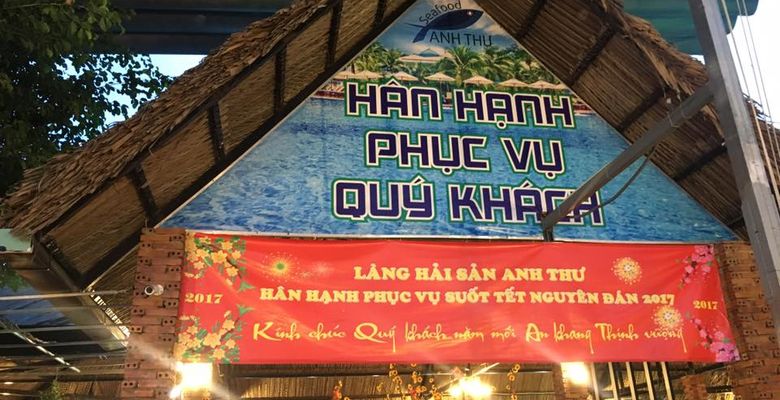 Seafood
ANH THƯ
HÂN HẠNH
PHỤC VỤ
QUÝ KHÁCH
LÀNG HẢI SẢN ANH THƯ
2017 HÂN HẠNH PHỤC VỤ SUỐT TẾT NGUYÊN ĐÁN 2017 2017
Kính chúc Quý khách năm mới An khang Thịnh vượng